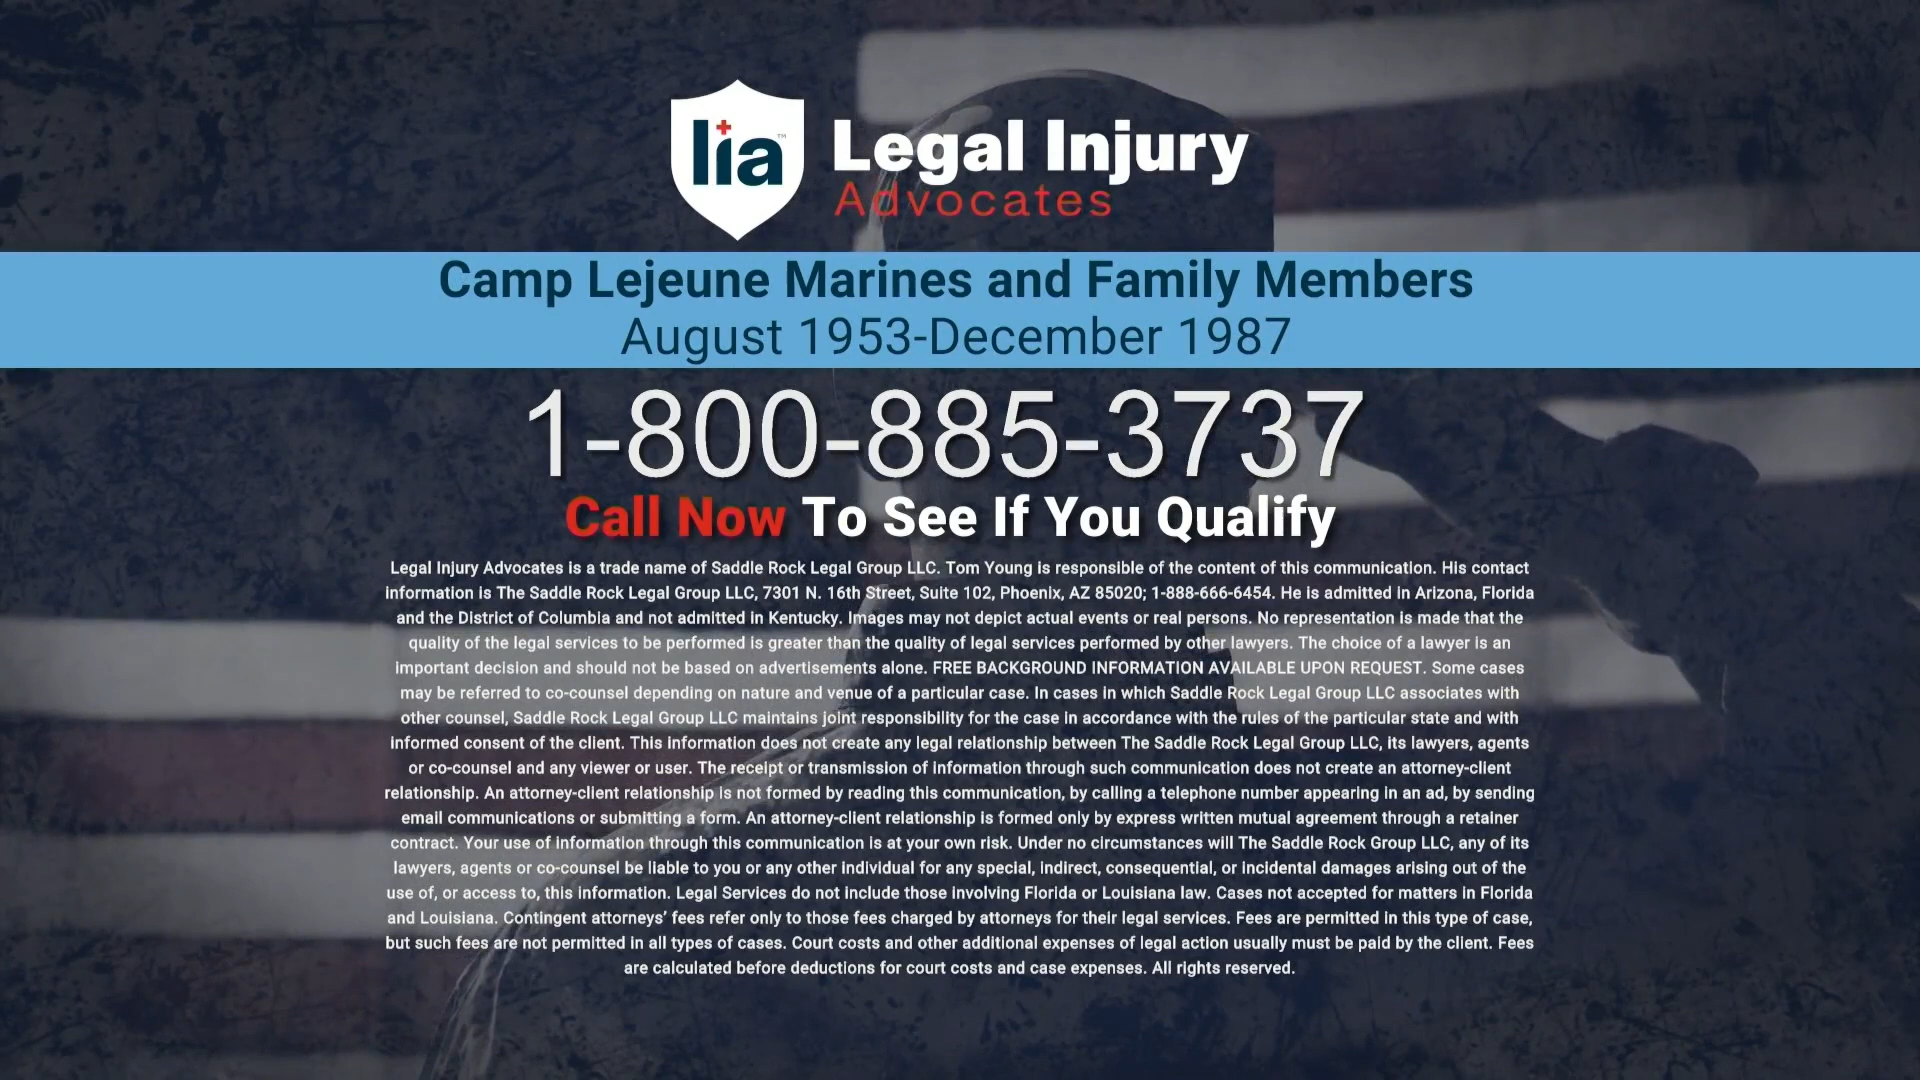 lia™
Legal Injury
Advocates
Camp Lejeune Marines and Family Members
August 1953-December 1987
1-800-885-3737
Call Now To See If You Qualify
Legal Injury Advocates is a trade name of Saddle Rock Legal Group LLC. Tom Young is responsible of the content of this communication. His contact
information is The Saddle Rock Legal Group LLC, 7301 N. 16th Street, Suite 102, Phoenix, AZ 85020; 1-888-666-6454. He is admitted in Arizona, Florida
and the District of Columbia and not admitted in Kentucky. Images may not depict actual events or real persons. No representation is made that the
quality of the legal services to be performed is greater than the quality of legal services performed by other lawyers. The choice of a lawyer is an
important decision and should not be based on advertisements alone. FREE BACKGROUND INFORMATION AVAILABLE UPON REQUEST. Some cases
may be referred to co-counsel depending on nature and venue of a particular case. In cases in which Saddle Rock Legal Group LLC associates with
other counsel, Saddle Rock Legal Group LLC maintains joint responsibility for the case in accordance with the rules of the particular state and with
informed consent of the client. This information does not create any legal relationship between The Saddle Rock Legal Group LLC, its lawyers, agents
or co-counsel and any viewer or user. The receipt or transmission of information through such communication does not create an attorney-client
relationship. An attorney-client relationship is not formed by reading this communication, by calling a telephone number appearing in an ad, by sending
email communications or submitting a form. An attorney-client relationship is formed only by express written mutual agreement through a retainer
contract. Your use of information through this communication is at your own risk. Under no circumstances will The Saddle Rock Group LLC, any of its
lawyers, agents or co-counsel be liable to you or any other individual for any special, indirect, consequential, or incidental damages arising out of the
use of, or access to, this information. Legal Services do not include those involving Florida or Louisiana law. Cases not accepted for matters in Florida
and Louisiana. Contingent attorneys’ fees refer only to those fees charged by attorneys for their legal services. Fees are permitted in this type of case,
but such fees are not permitted in all types of cases. Court costs and other additional expenses of legal action usually must be paid by the client. Fees
are calculated before deductions for court costs and case expenses. All rights reserved.